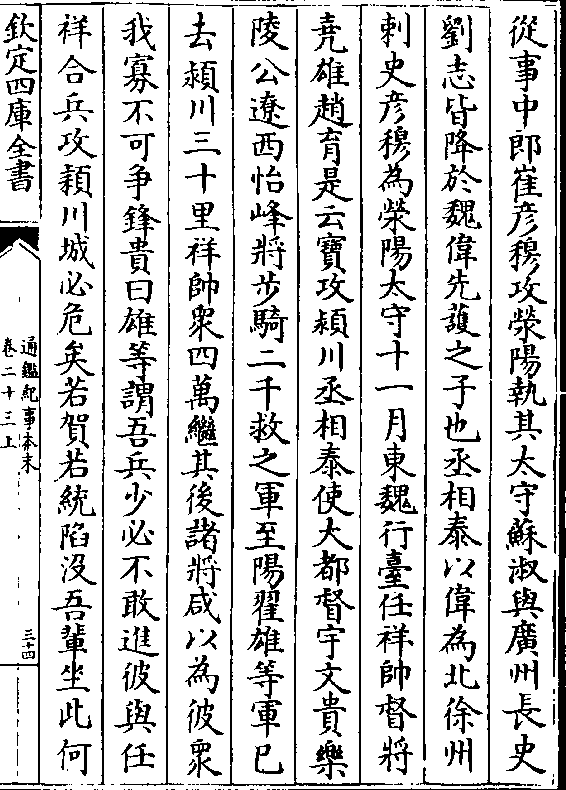 從事中郎崔彦穆攻滎陽執其太守蘇淑與廣州長史
劉志皆降於魏偉先䕶之子也丞相泰以偉為北徐州
刺史彦穆為滎陽太守十一月東魏行臺任祥帥督將
堯雄趙育是云寶攻潁川丞相泰使大都督宇文貴樂
陵公遼西怡峰將步騎二千救之軍至陽翟雄等軍已
去潁川三十里祥帥衆四萬繼其後諸將咸以為彼衆
我寡不可争鋒貴曰雄等謂吾兵少必不敢進彼與任
祥合兵攻潁川城必危矣若賀若統陷沒吾輩坐此何
欽定四庫全書
通鑑紀事本末
卷二十三上
三十四